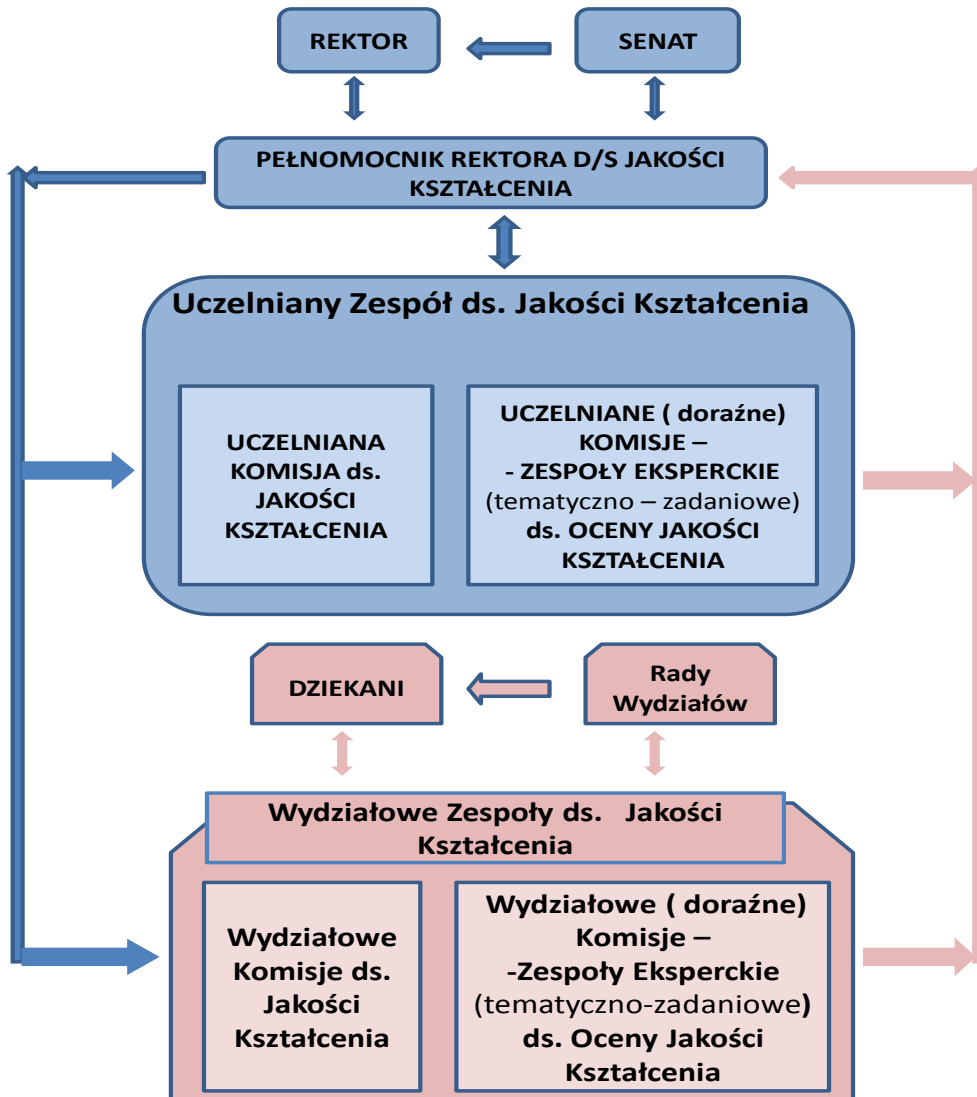 REKTOR
SENAT
PEŁNOMOCNIK REKTORA D/S JAKOŚCI
KSZTAŁCENIA
Uczelniany Zespół ds. Jakości Kształcenia
UCZELNIANA
KOMISJA ds.
JAKOŚCI
KSZTAŁCENIA
UCZELNIANE ( doraźne)
KOMISJE –
- ZESPOŁY EKSPERCKIE
(tematyczno – zadaniowe)
ds. OCENY JAKOŚCI
KSZTAŁCENIA
DZIEKANI
Rady
Wydziałów
Wydziałowe Zespoły ds. Jakości
Kształcenia
Wydziałowe
Komisje ds.
Jakości
Kształcenia
Wydziałowe ( doraźne)
Komisje –
-Zespoły Eksperckie
(tematyczno-zadaniowe)
ds. Oceny Jakości
Kształcenia